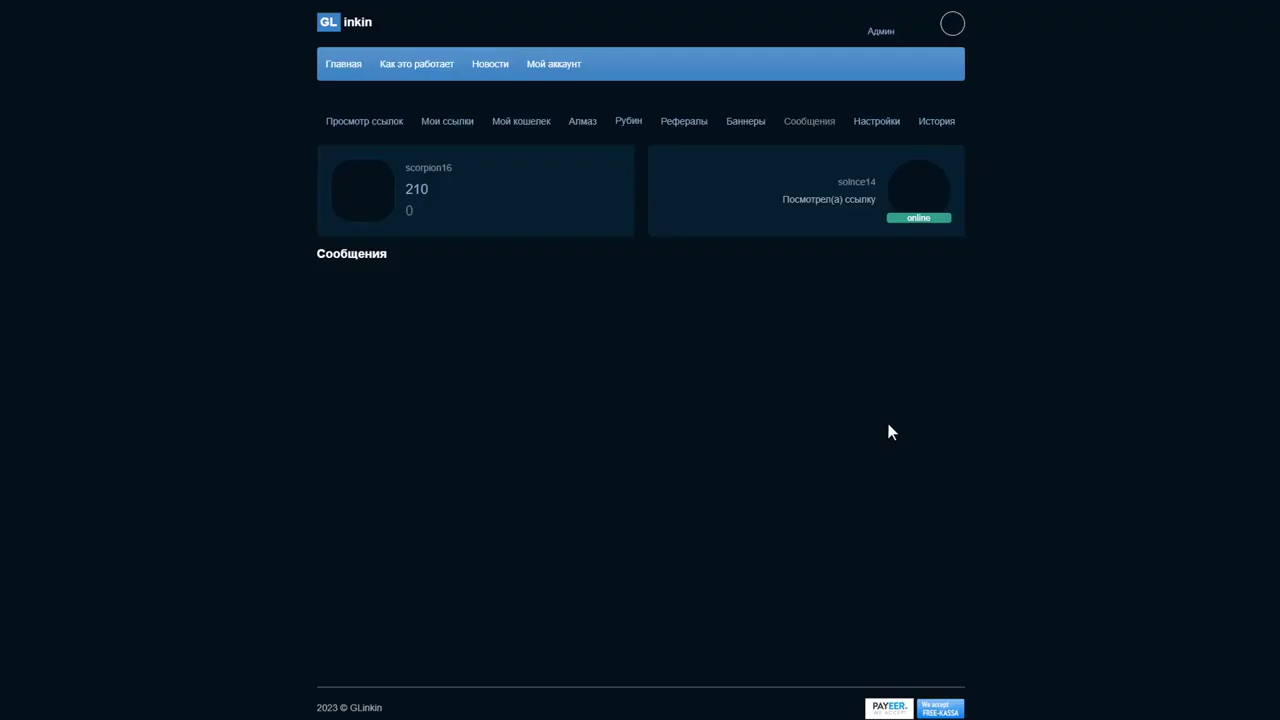 GL inkin
Админ
Главная Как это работает Новости Мой аккаунт
Просмотр ссылок Мои ссылки Мой кошелек Алмаз Рубин Рефералы Баннеры Сообщения Настройки История
scorpion16
210
0
solnce14
Посмотрел(а) ссылку
online
Сообщения
2023 © GLinkin
PAYEER.
WE ACCEPT!
We accept
FREE-KASSA